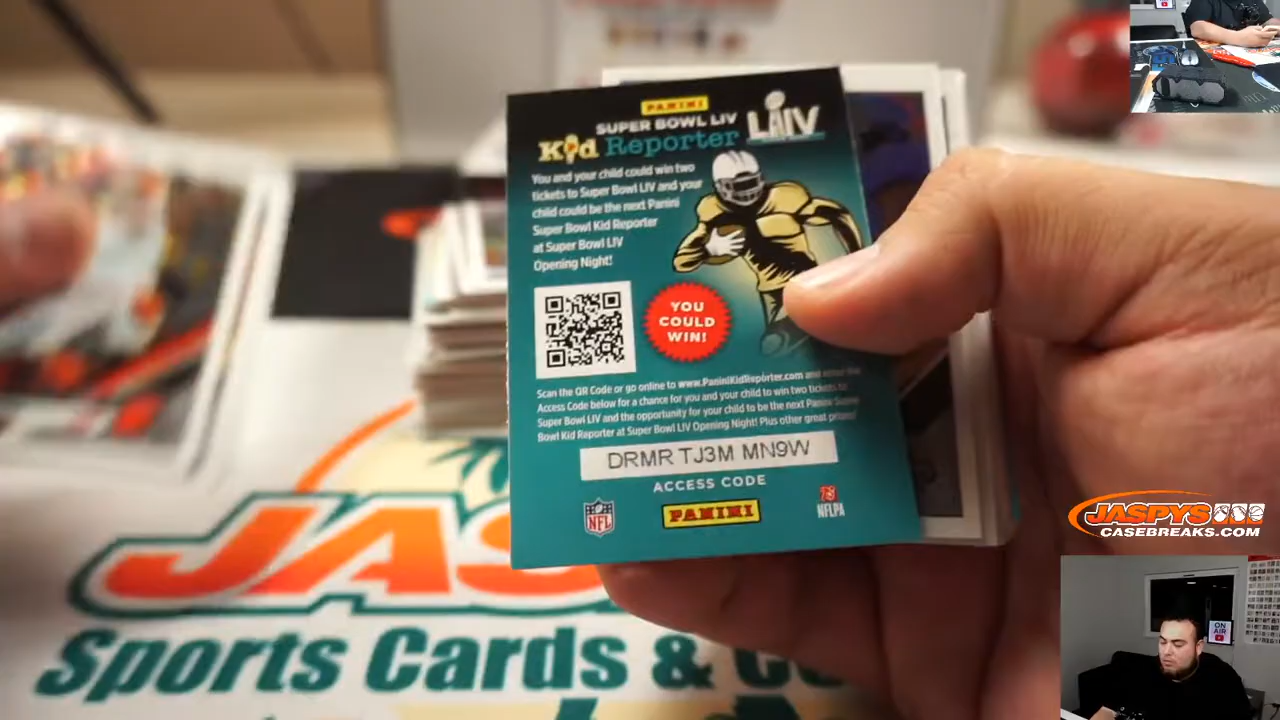 PANINI
SUPER BOWL LIV
Kid Reporter
LIV
You and your child could win two
tickets to Super Bowl LIV and your
child could be the next Panini
Super Bowl Kid Reporter
at Super Bowl LIV
Opening Night!
YOU
COULD
WIN!
Scan the QR Code or go online to www.PaniniKidReporter.com and enter the
Access Code below for a chance for you and your child to win two tickets to
Super Bowl LIV and the opportunity for your child to be the next Panini Super
Bowl Kid Reporter at Super Bowl LIV Opening Night! Plus other great prizes!
DRMR TJ3M MN9W
ACCESS CODE
NFL
PANINI
NFLPA
JAS
Sports Cards & Co
JASPYS
CASEBREAKS.COM
ON
AIR